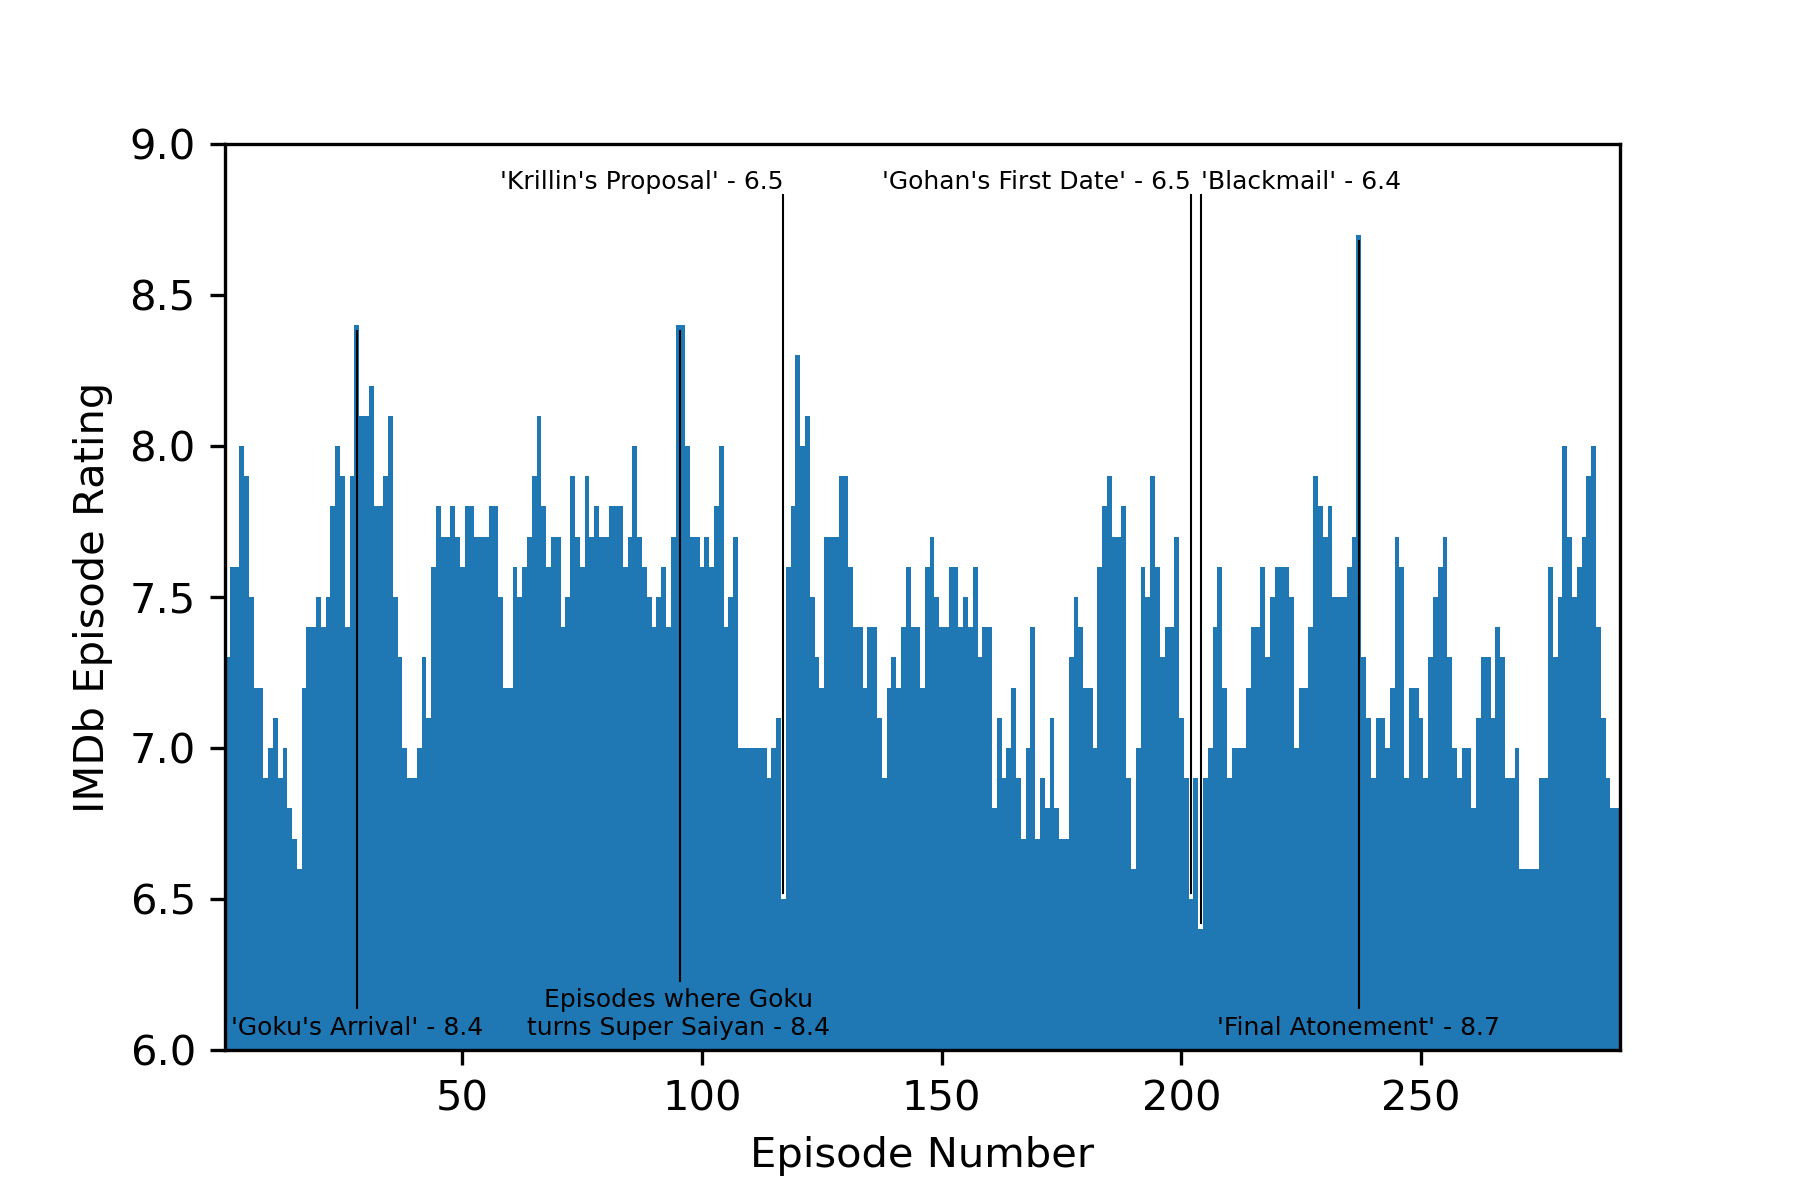 9.0
'Krillin's Proposal' - 6.5
'Gohan's First Date' - 6.5
'Blackmail' - 6.4
8.5
8.0
7.5
7.0
6.5
6.0
IMDb Episode Rating
Episodes where Goku
turns Super Saiyan - 8.4
'Goku's Arrival' - 8.4
'Final Atonement' - 8.7
50
100
150
200
250
Episode Number